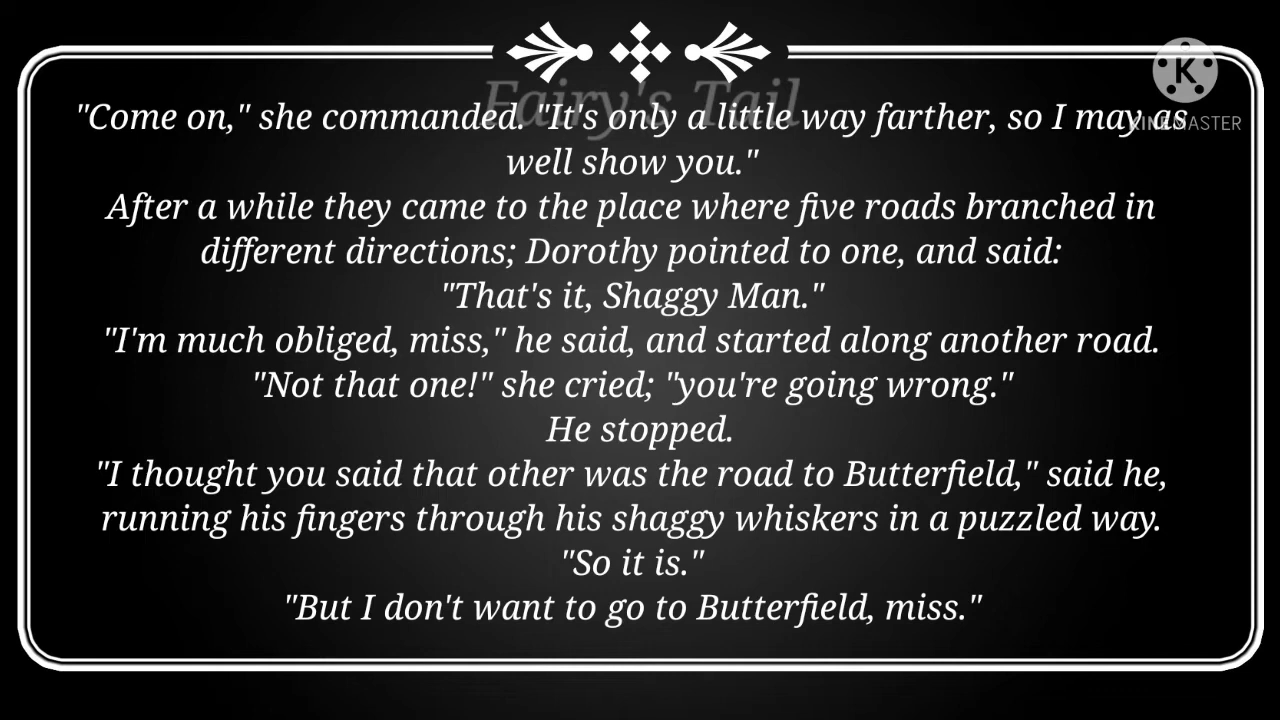 Fairy's Tail
"Come on," she commanded. "It's only a little way farther, so I may as
well show you."
After a while they came to the place where five roads branched in
different directions; Dorothy pointed to one, and said:
"That's it, Shaggy Man."
"I'm much obliged, miss," he said, and started along another road.
"Not that one!" she cried; "you're going wrong."
He stopped.
"I thought you said that other was the road to Butterfield," said he,
running his fingers through his shaggy whiskers in a puzzled way.
"So it is."
"But I don't want to go to Butterfield, miss."
K
KINEMASTER